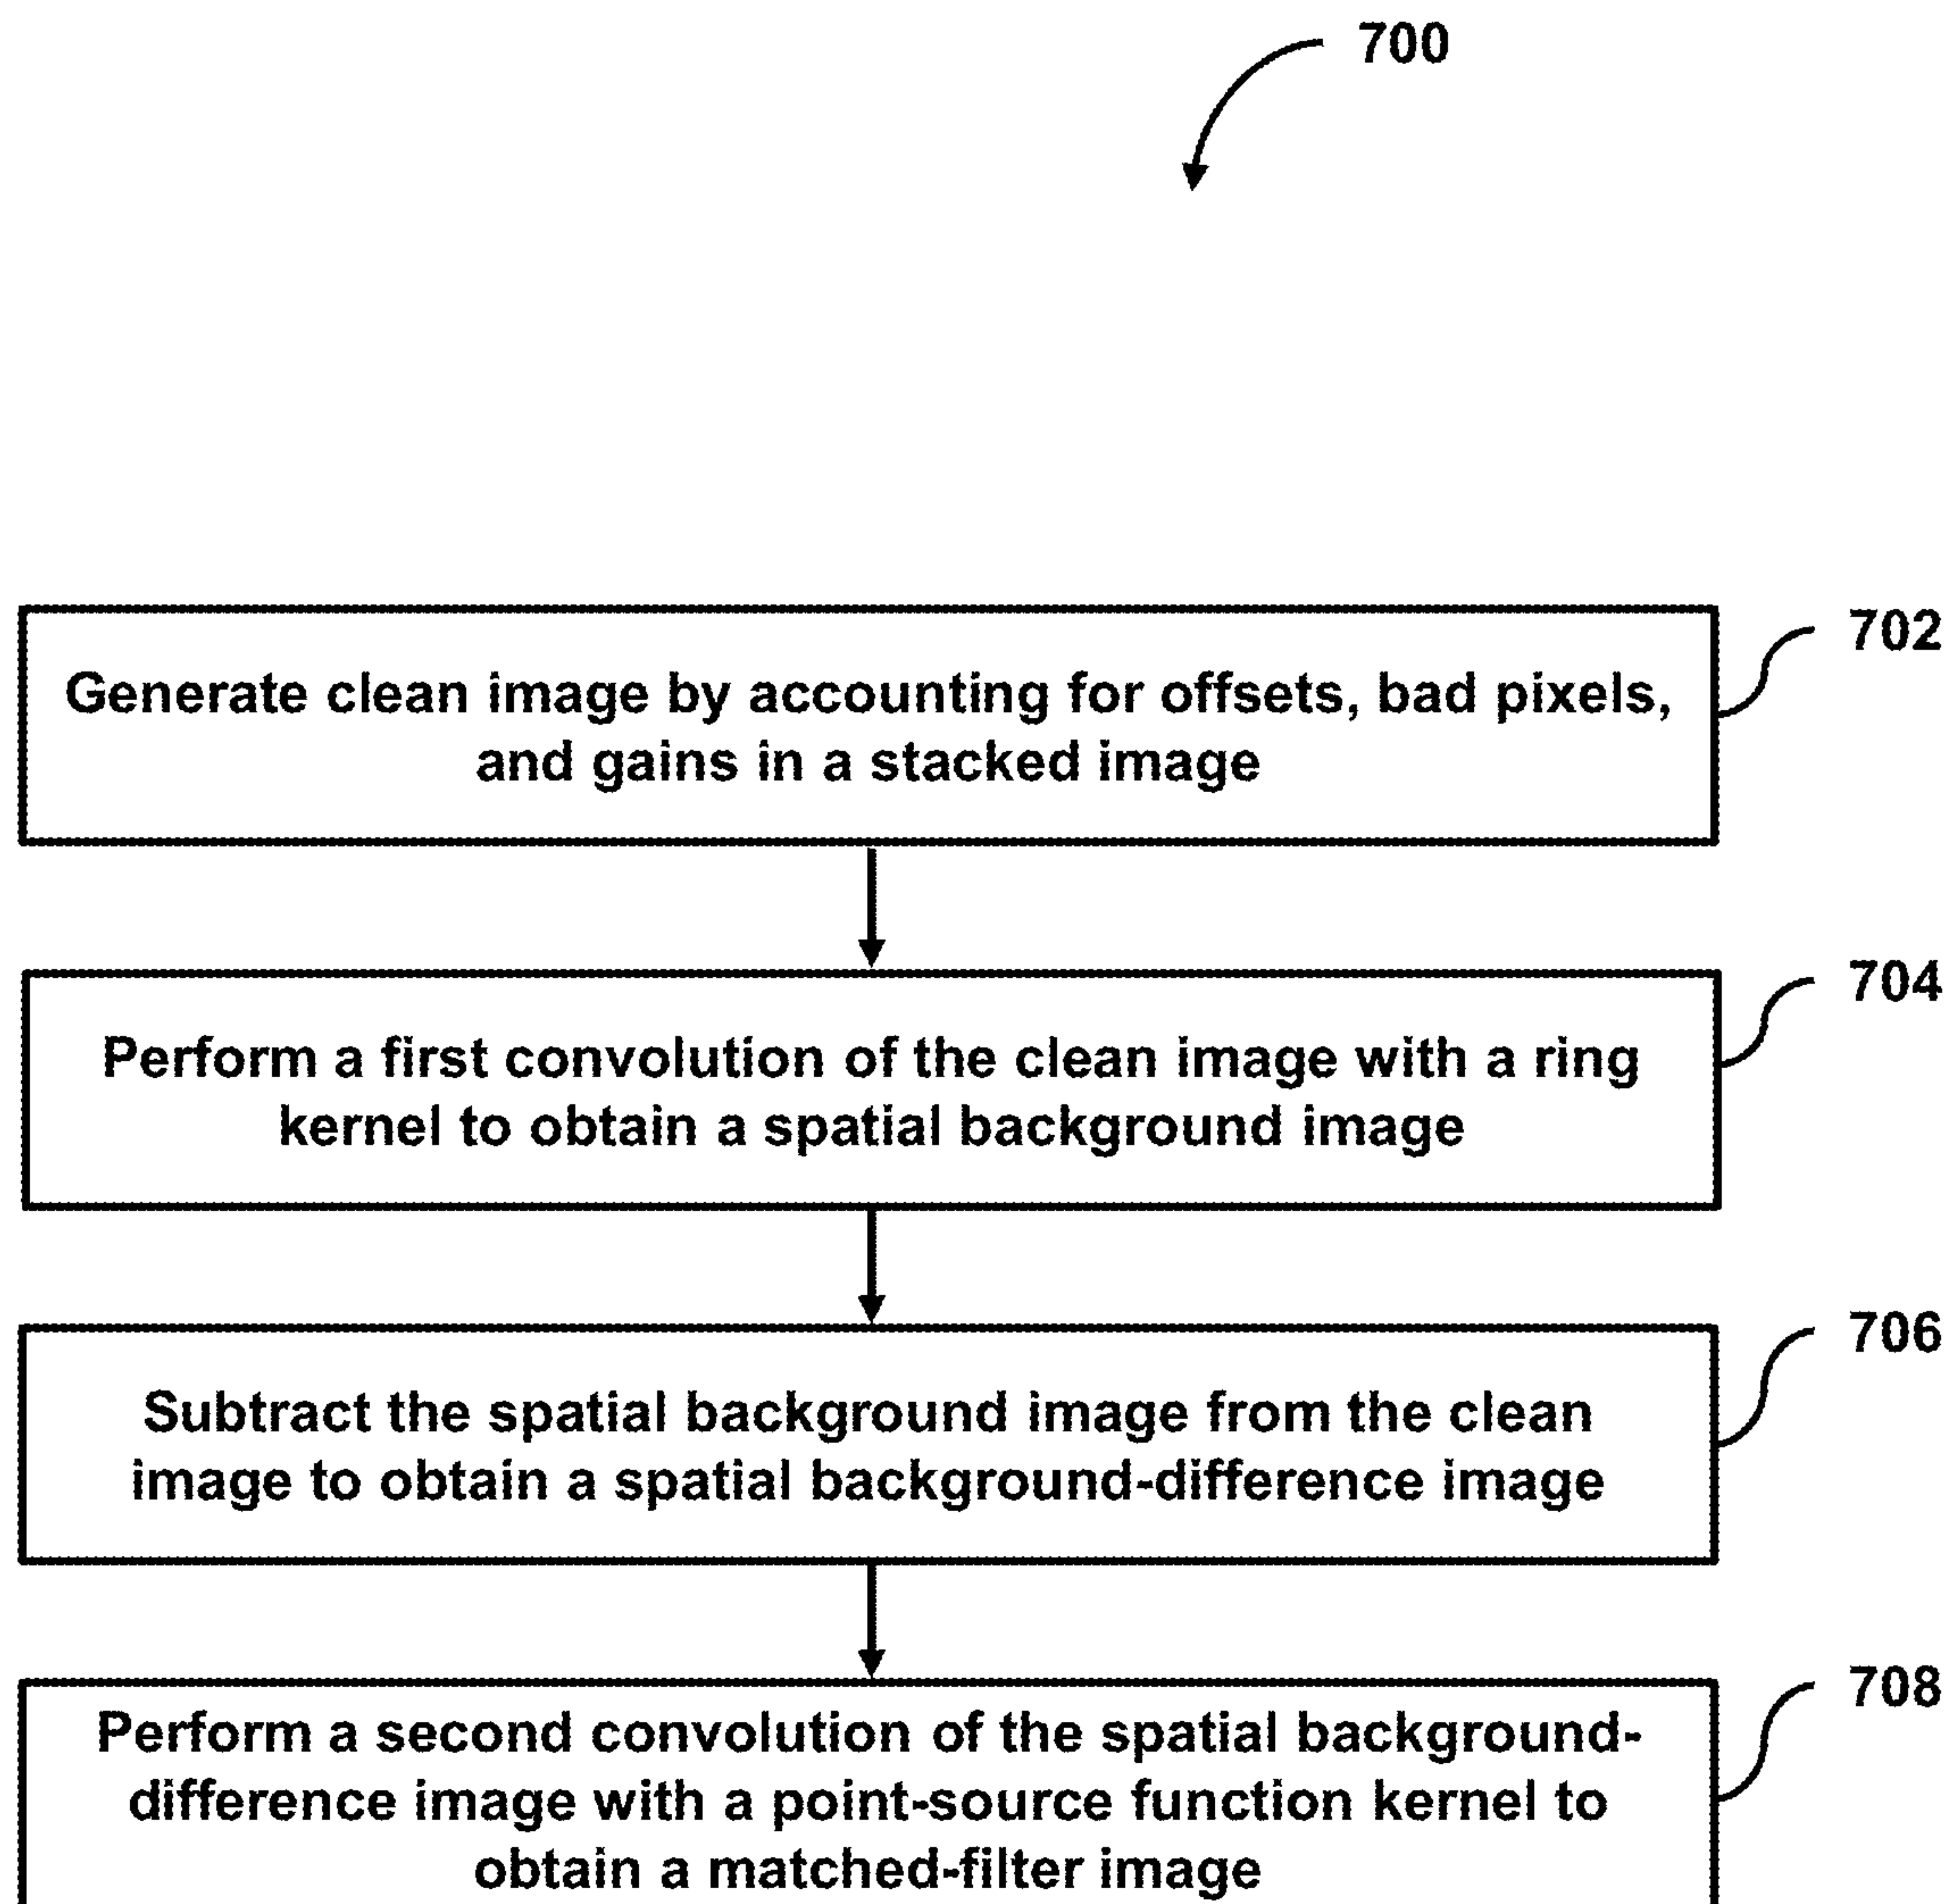 700
702
Generate clean image by accounting for offsets, bad pixels,
and gains in a stacked image
704
Perform a first convolution of the clean image with a ring
kernel to obtain a spatial background image
706
Subtract the spatial background image from the clean
image to obtain a spatial background-difference image
708
Perform a second convolution of the spatial background-
difference image with a point-source function kernel to
obtain a matched-filter image